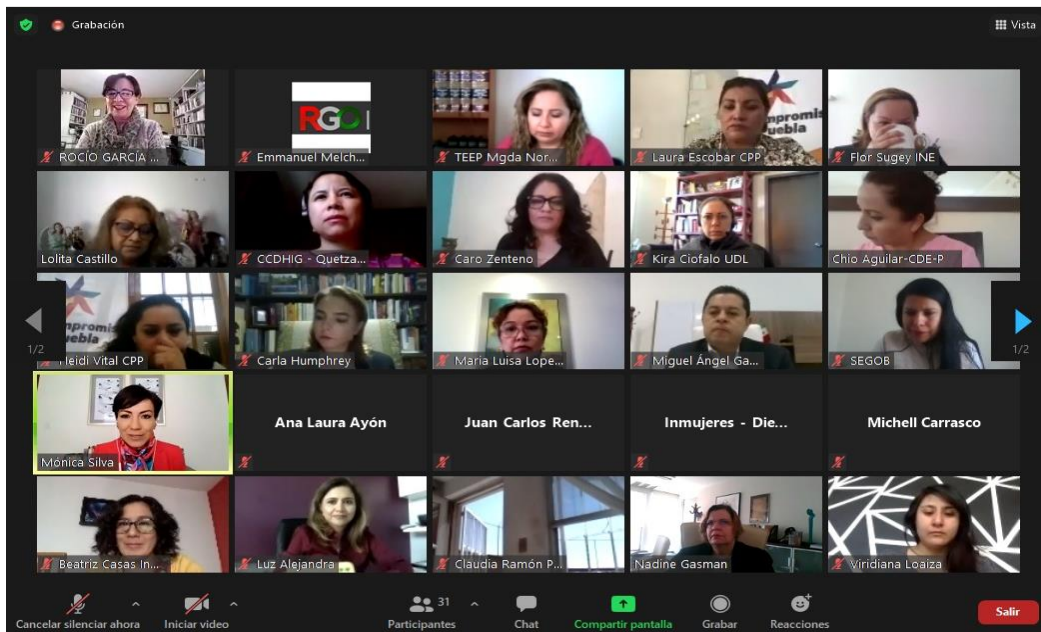 Grabación
Vista
ROCÍO GARCÍA ...
RGO
Emmanuel Melch...
TEEP Mgda Nor...
Laura Escobar CPP
Flor Sugey INE
Lolita Castillo
CCDHIG - Quetza...
Caro Zenteno
Kira Ciofalo UDL
Chio Aguilar-CDE-P
1/2
Heidi Vital CPP
Carla Humphrey
Maria Luisa Lope...
Miguel Ángel Ga...
SEGOB
1/2
Mónica Silva
Ana Laura Ayón
Juan Carlos Ren...
Inmujeres - Die...
Michell Carrasco
Beatriz Casas In...
Luz Alejandra
Claudia Ramón P...
Nadine Gasman
Viridiana Loaiza
Cancelar silenciar ahora
Iniciar video
31
Participantes
Chat
Compartir pantalla
Grabar
Reacciones
Salir